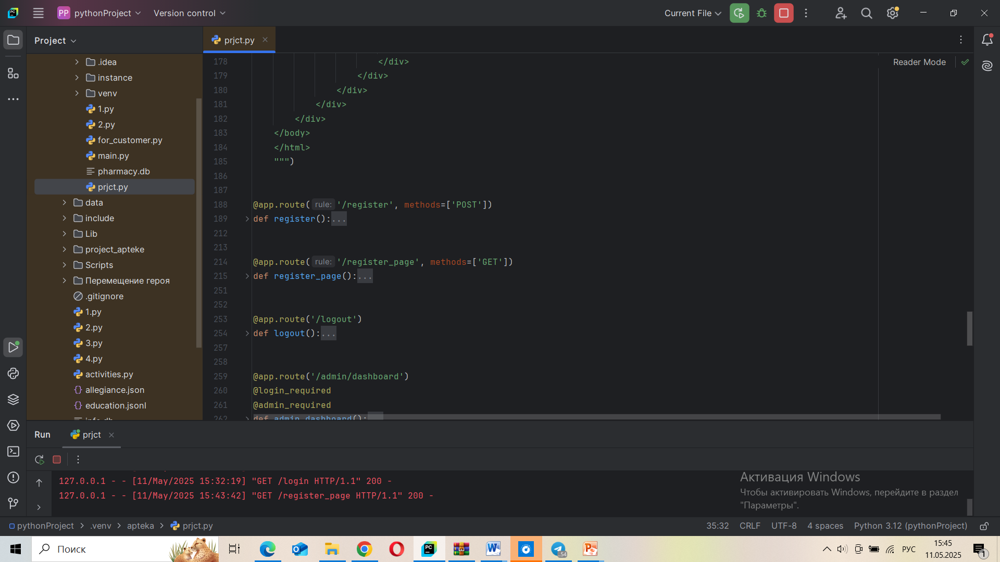 PP pythonProject Version control Current File
Project
prjct.py
Reader Mode
.idea
instance
venv
1.py
2.py
for_customer.py
main.py
pharmacy.db
prjct.py
data
include
Lib
project_apteke
Scripts
Перемещение героя
.gitignore
1.py
2.py
3.py
4.py
activities.py
allegiance.json
education.jsonl
info.db
178 </div>
179 </div>
180 </div>
181 </div>
182 </div>
183 </body>
184 </html>
185 """)
186
187
188 @app.route( rule: '/register', methods=['POST'])
189 def register():...
212
213
214 @app.route( rule: '/register_page', methods=['GET'])
215 def register_page():...
251
252
253 @app.route('/logout')
254 def logout():...
257
258
259 @app.route('/admin/dashboard')
260 @login_required
261 @admin_required
262 def admin_dashboard():
Run prjct
127.0.0.1 - - [11/May/2025 15:32:19] "GET /login HTTP/1.1" 200 -
127.0.0.1 - - [11/May/2025 15:43:42] "GET /register_page HTTP/1.1" 200 -
Активация Windows
Чтобы активировать Windows, перейдите в раздел
"Параметры".
pythonProject > .venv > apteka > prjct.py 35:32 CRLF UTF-8 4 spaces Python 3.12 (pythonProject)
Поиск
PC
W
..54
P
РУС
15:45
11.05.2025
1